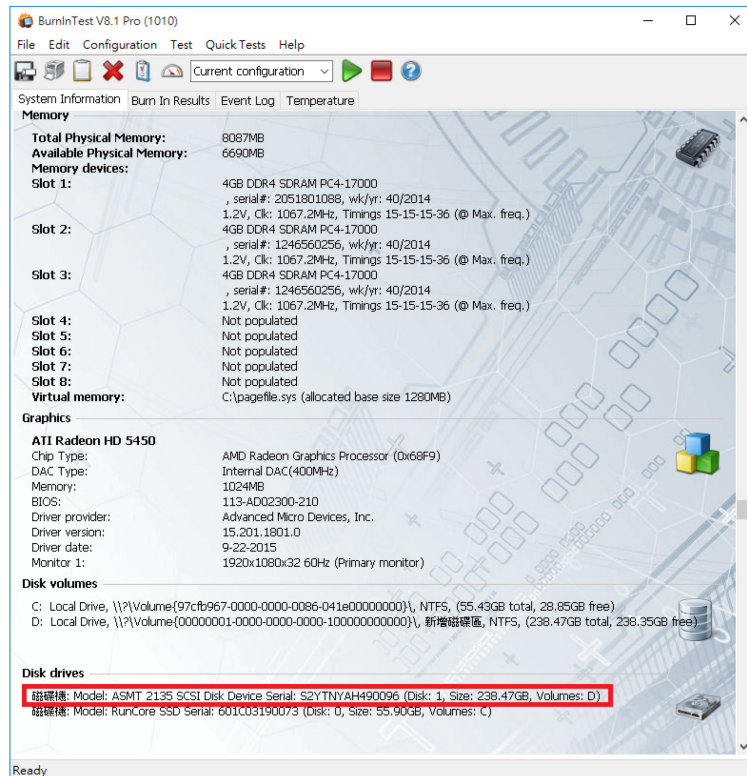 BurnInTest V8.1 Pro (1010)
File Edit Configuration Test Quick Tests Help
Current configuration
System Information Burn In Results Event Log Temperature
Memory
Total Physical Memory: 8087MB
Available Physical Memory: 6690MB
Memory devices:
Slot 1: 4GB DDR4 SDRAM PC4-17000
, serial#: 2051801088, wk/yr: 40/2014
1.2V, Clk: 1067.2MHz, Timings 15-15-15-36 (@ Max. freq.)
Slot 2: 4GB DDR4 SDRAM PC4-17000
, serial#: 1246560256, wk/yr: 40/2014
1.2V, Clk: 1067.2MHz, Timings 15-15-15-36 (@ Max. freq.)
Slot 3: 4GB DDR4 SDRAM PC4-17000
, serial#: 1246560256, wk/yr: 40/2014
1.2V, Clk: 1067.2MHz, Timings 15-15-15-36 (@ Max. freq.)
Slot 4: Not populated
Slot 5: Not populated
Slot 6: Not populated
Slot 7: Not populated
Slot 8: Not populated
Virtual memory: C:\pagefile.sys (allocated base size 1280MB)
Graphics
ATI Radeon HD 5450
Chip Type: AMD Radeon Graphics Processor (0x68F9)
DAC Type: Internal DAC(400MHz)
Memory: 1024MB
BIOS: 113-AD02300-210
Driver provider: Advanced Micro Devices, Inc.
Driver version: 15.201.1801.0
Driver date: 9-22-2015
Monitor 1: 1920x1080x32 60Hz (Primary monitor)
Disk volumes
C: Local Drive, \\?\Volume{97cfb967-0000-0000-0086-041e00000000}\, NTFS, (55.43GB total, 28.85GB free)
D: Local Drive, \\?\Volume{00000001-0000-0000-0000-100000000000}\, 新增磁碟區, NTFS, (238.47GB total, 238.35GB free)
Disk drives
磁碟機: Model: ASMT 2135 SCSI Disk Device Serial: S2YTNYAH490096 (Disk: 1, Size: 238.47GB, Volumes: D)
磁碟機: Model: RunCore SSD Serial: 601C03190073 (Disk: 0, Size: 55.90GB, Volumes: C)
Ready